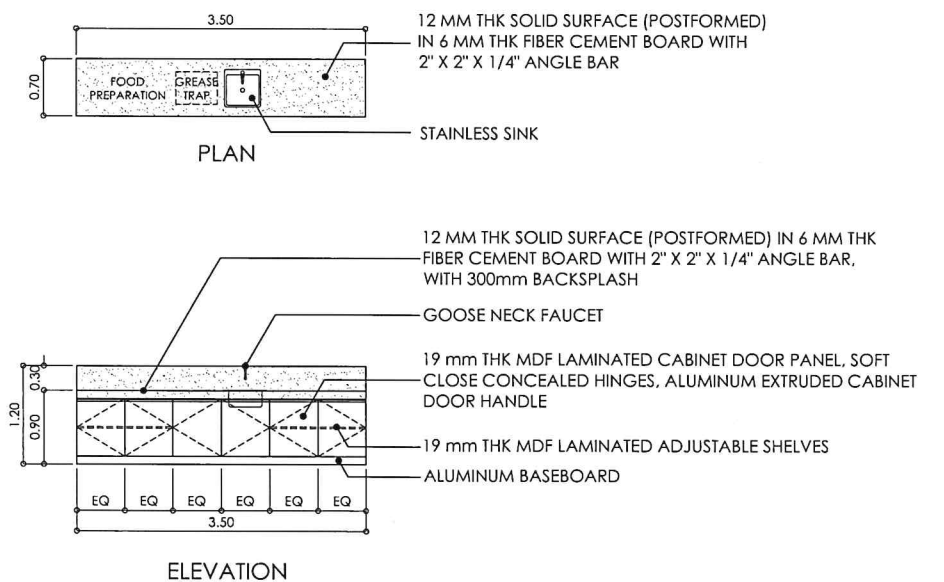 3.50
12 MM THK SOLID SURFACE (POSTFORMED)
IN 6 MM THK FIBER CEMENT BOARD WITH
2" X 2" X 1/4" ANGLE BAR
0.70
FOOD
PREPARATION
GREASE
TRAP
STAINLESS SINK
PLAN
12 MM THK SOLID SURFACE (POSTFORMED) IN 6 MM THK
FIBER CEMENT BOARD WITH 2" X 2" X 1/4" ANGLE BAR,
WITH 300mm BACKSPLASH
GOOSE NECK FAUCET
19 mm THK MDF LAMINATED CABINET DOOR PANEL, SOFT
CLOSE CONCEALED HINGES, ALUMINUM EXTRUDED CABINET
DOOR HANDLE
0.30
1.20
0.90
19 mm THK MDF LAMINATED ADJUSTABLE SHELVES
ALUMINUM BASEBOARD
EQ EQ EQ EQ EQ EQ
3.50
ELEVATION